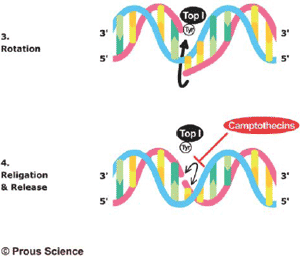 Top I
Tyr
3'
3'
3.
Rotation
5'
5'
Camptothecins
Top I
Tyr
4.
Religation
& Release
3'
3'
5'
5'
© Prous Science